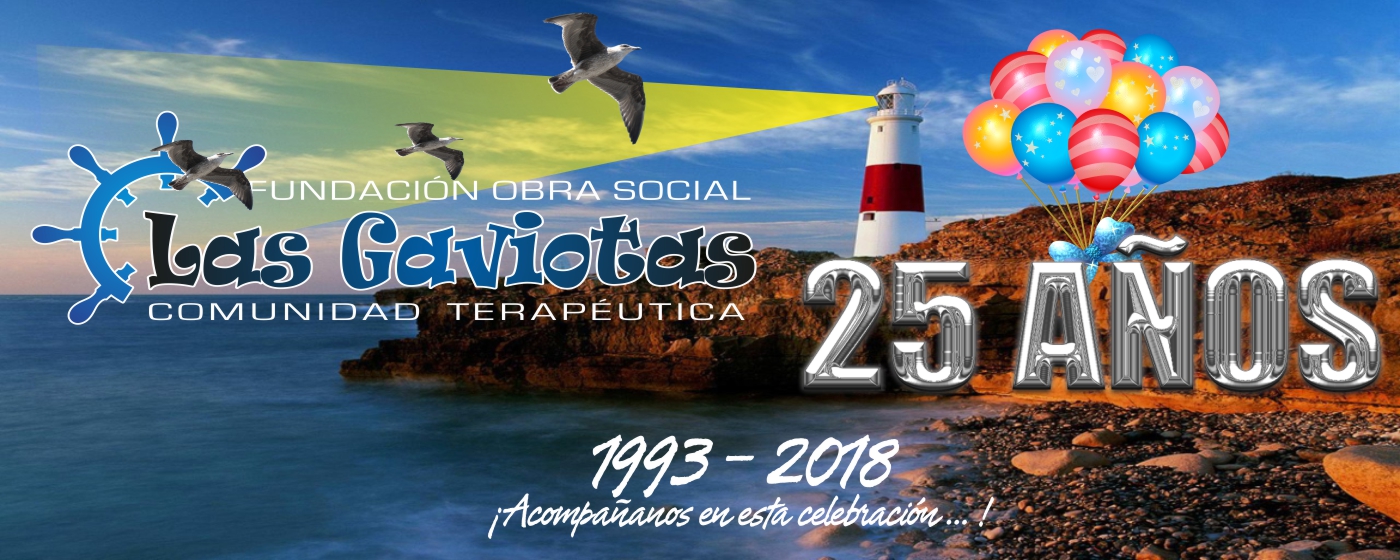 FUNDACIÓN OBRA SOCIAL
Las Gaviotas
COMUNIDAD TERAPÉUTICA
25 AÑOS
1993 - 2018
¡Acompañanos en esta celebración... !